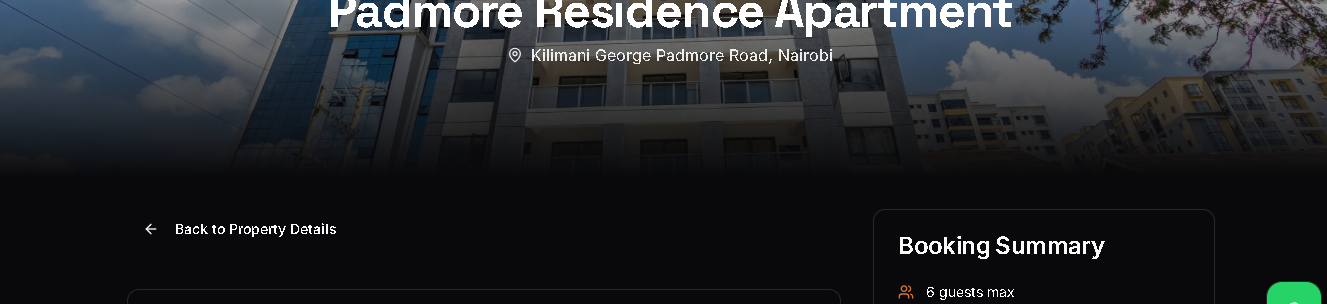 Padmore Residence Apartment
Kilimani George Padmore Road, Nairobi
Back to Property Details
Booking Summary
6 guests max